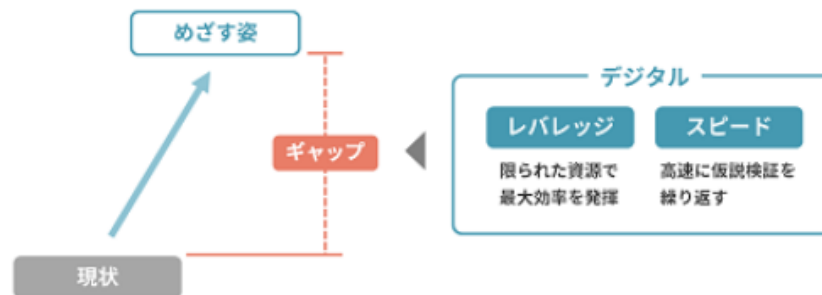 めざす姿
デジタル
レバレッジ
スピード
ギャップ
限られた資源で
最大効率を発揮
高速に仮説検証を
繰り返す
現状